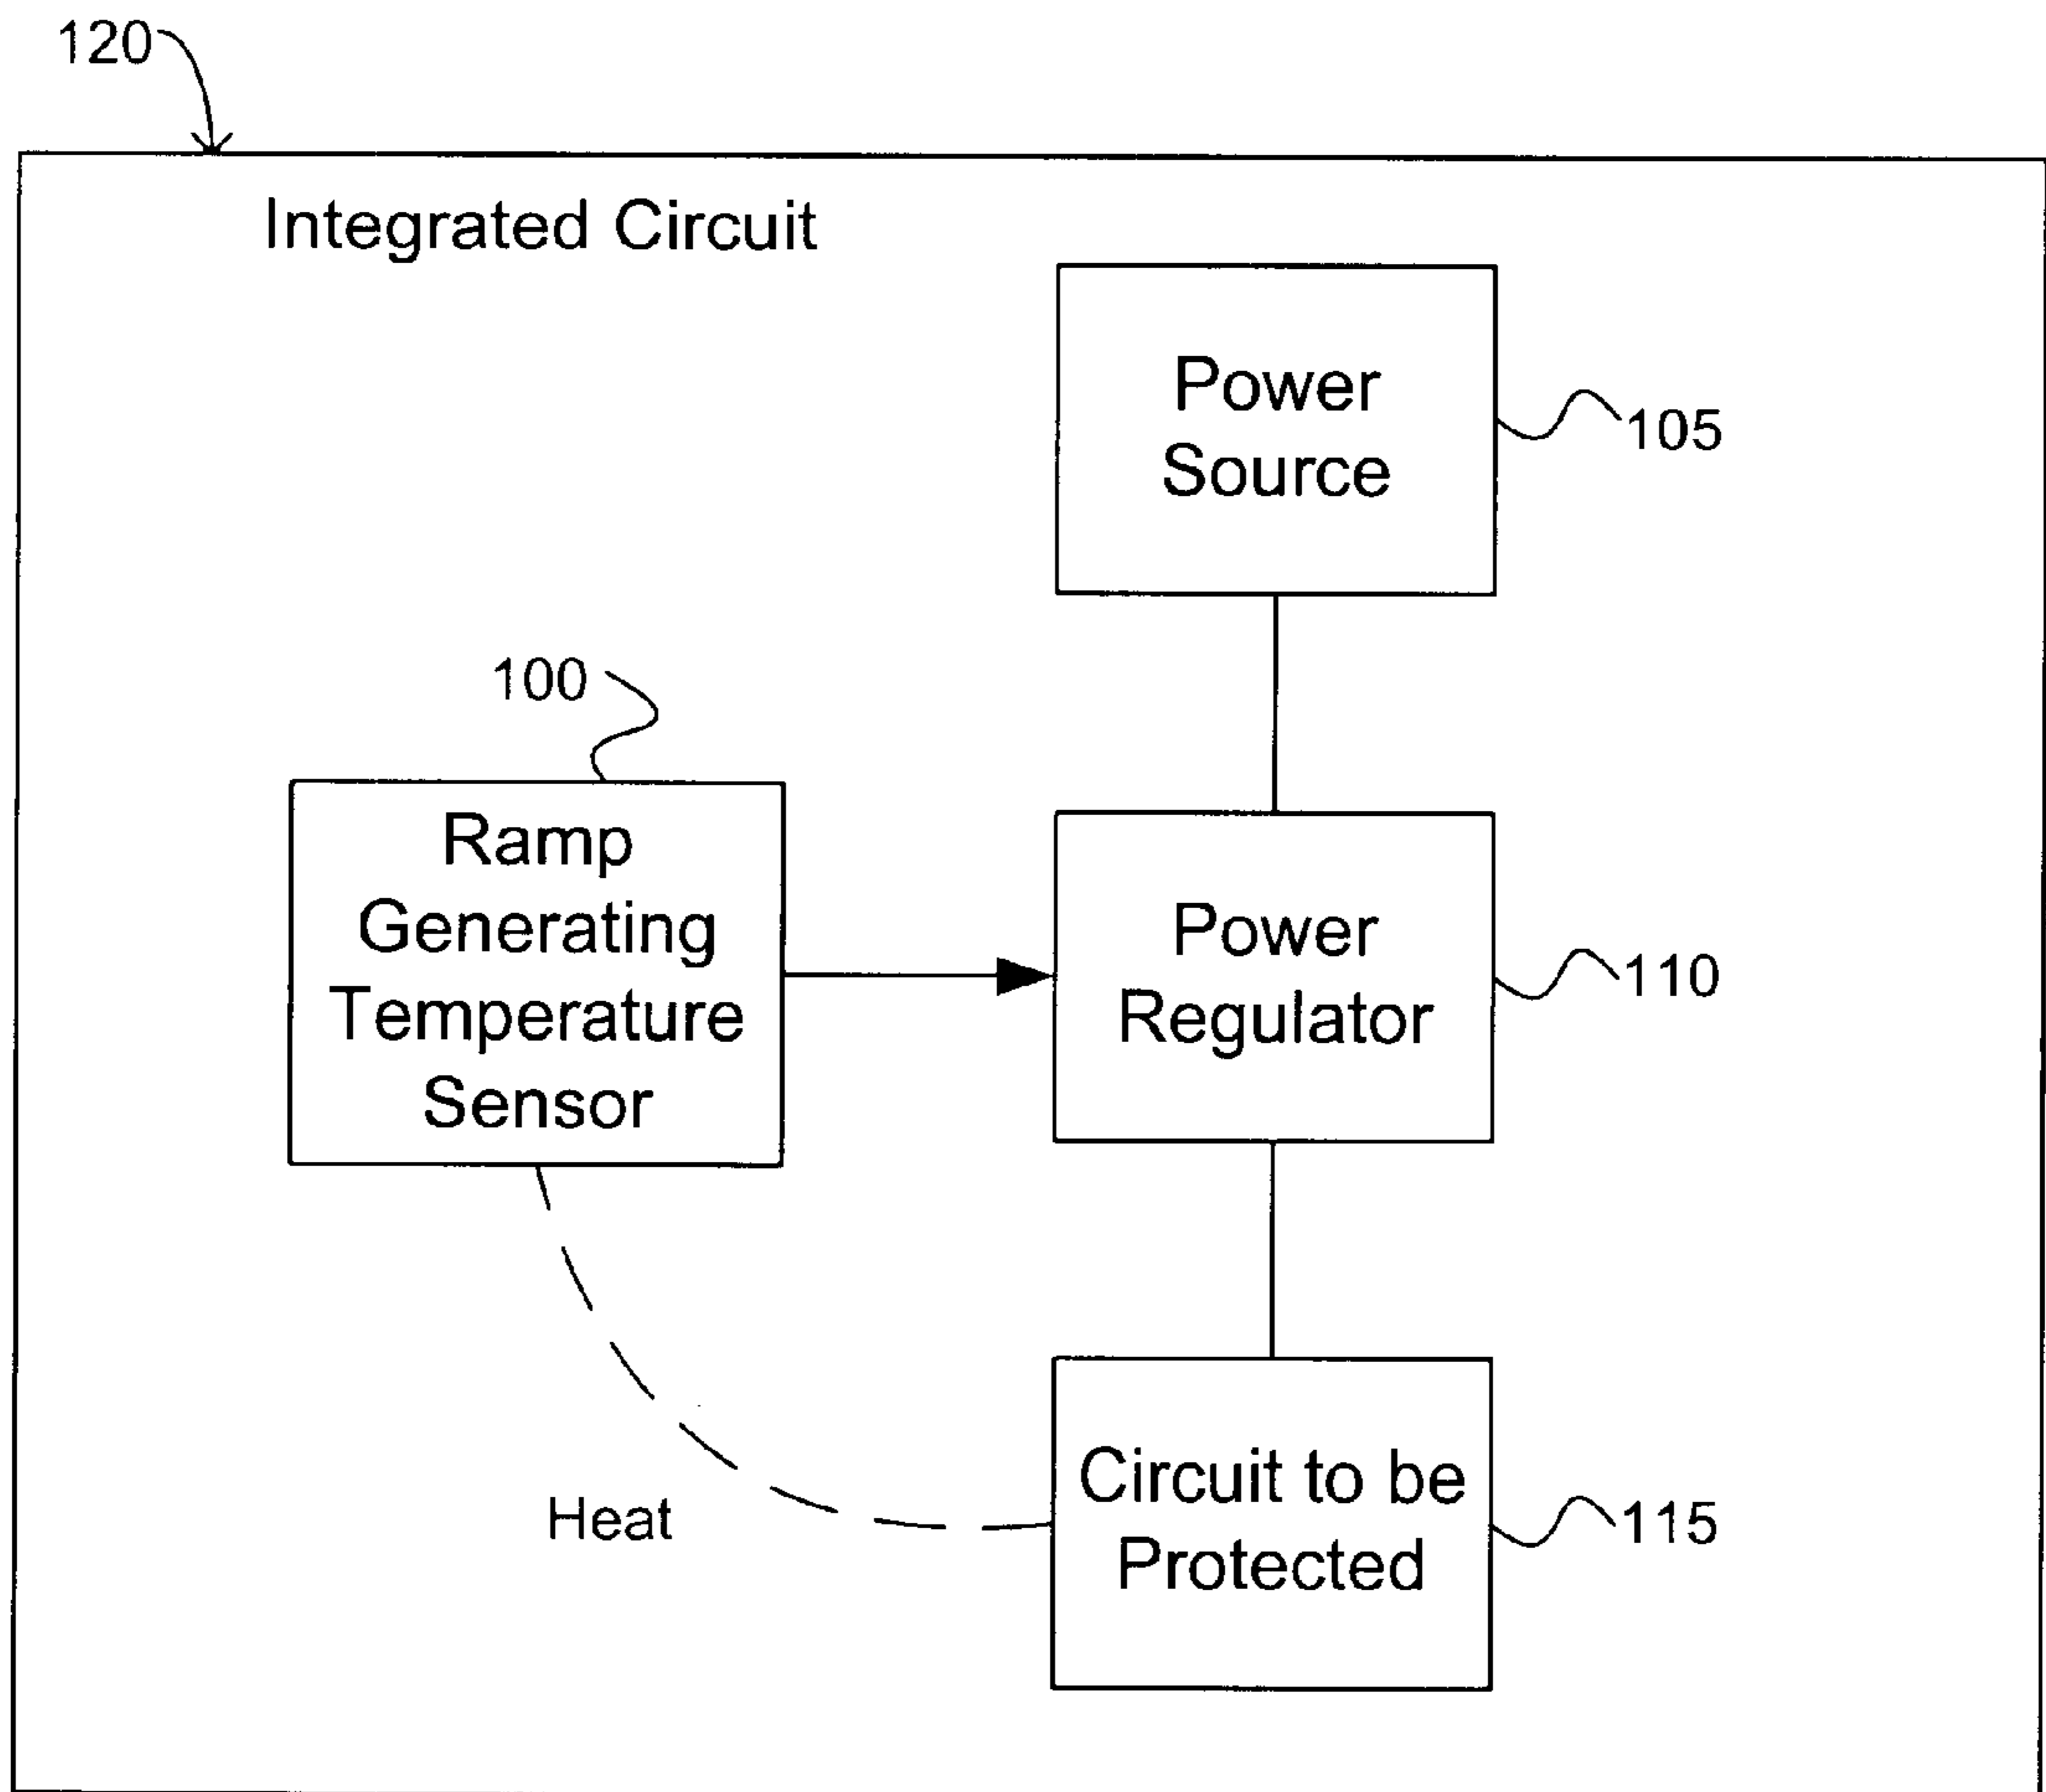 120
Integrated Circuit
Power
Source
105
100
Ramp
Generating
Temperature
Sensor
Power
Regulator
110
Circuit to be
Protected
115
Heat